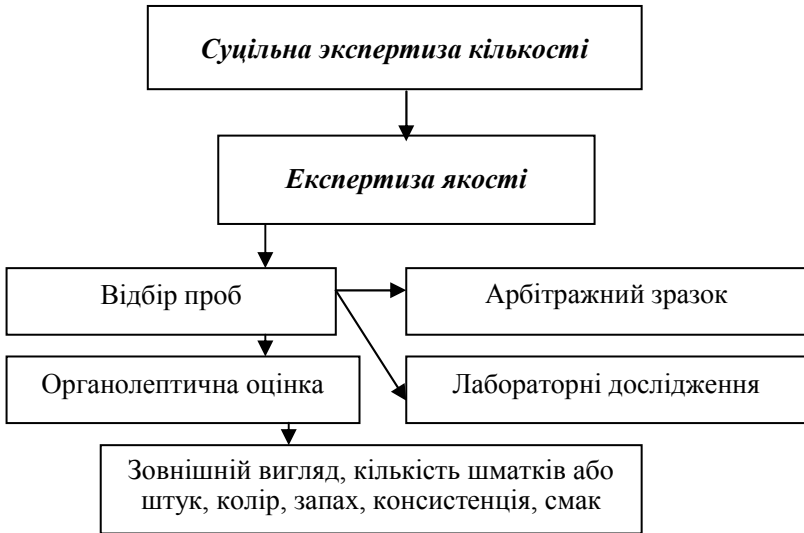 Суцільна экспертиза кількості
Експертиза якості
Відбір проб
Арбітражний зразок
Органолептична оцінка
Лабораторні дослідження
Зовнішній вигляд, кількість шматків або
штук, колір, запах, консистенція, смак